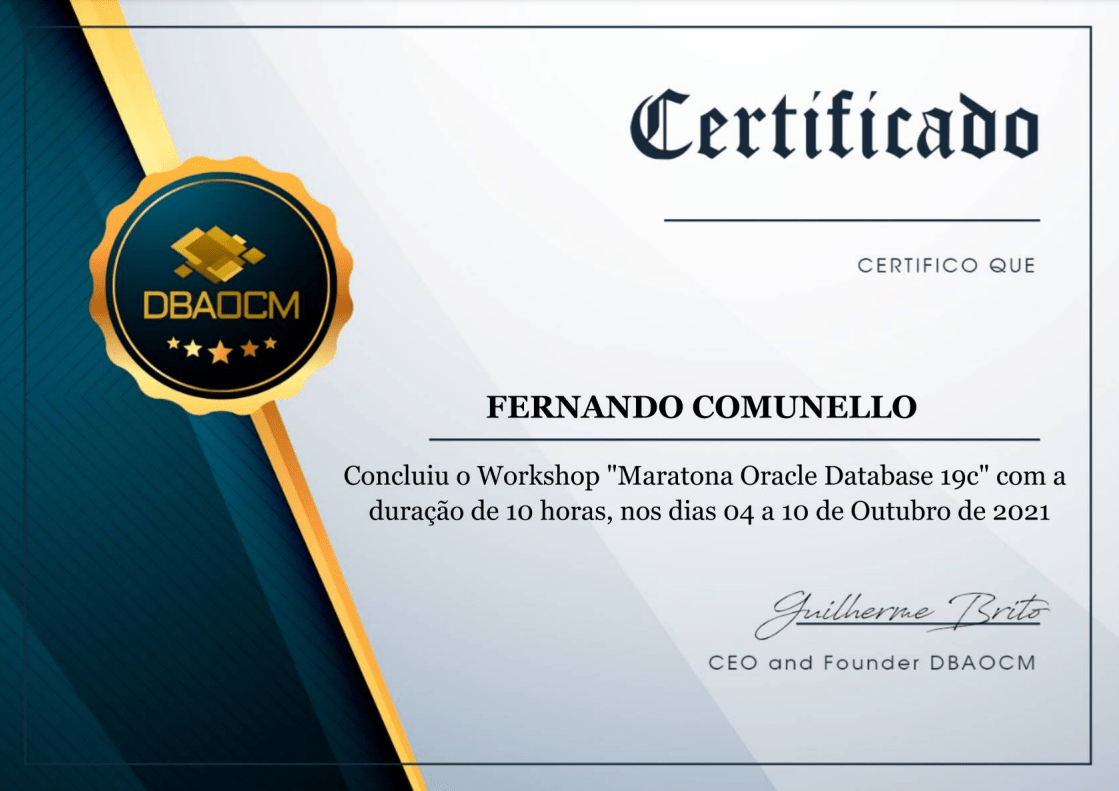 Certificado
CERTIFICO QUE
DBAOCM
FERNANDO COMUNELLO
Concluiu o Workshop "Maratona Oracle Database 19c" com a
duração de 10 horas, nos dias 04 a 10 de Outubro de 2021
Guilherme Brito
CEO and Founder DBAOCM